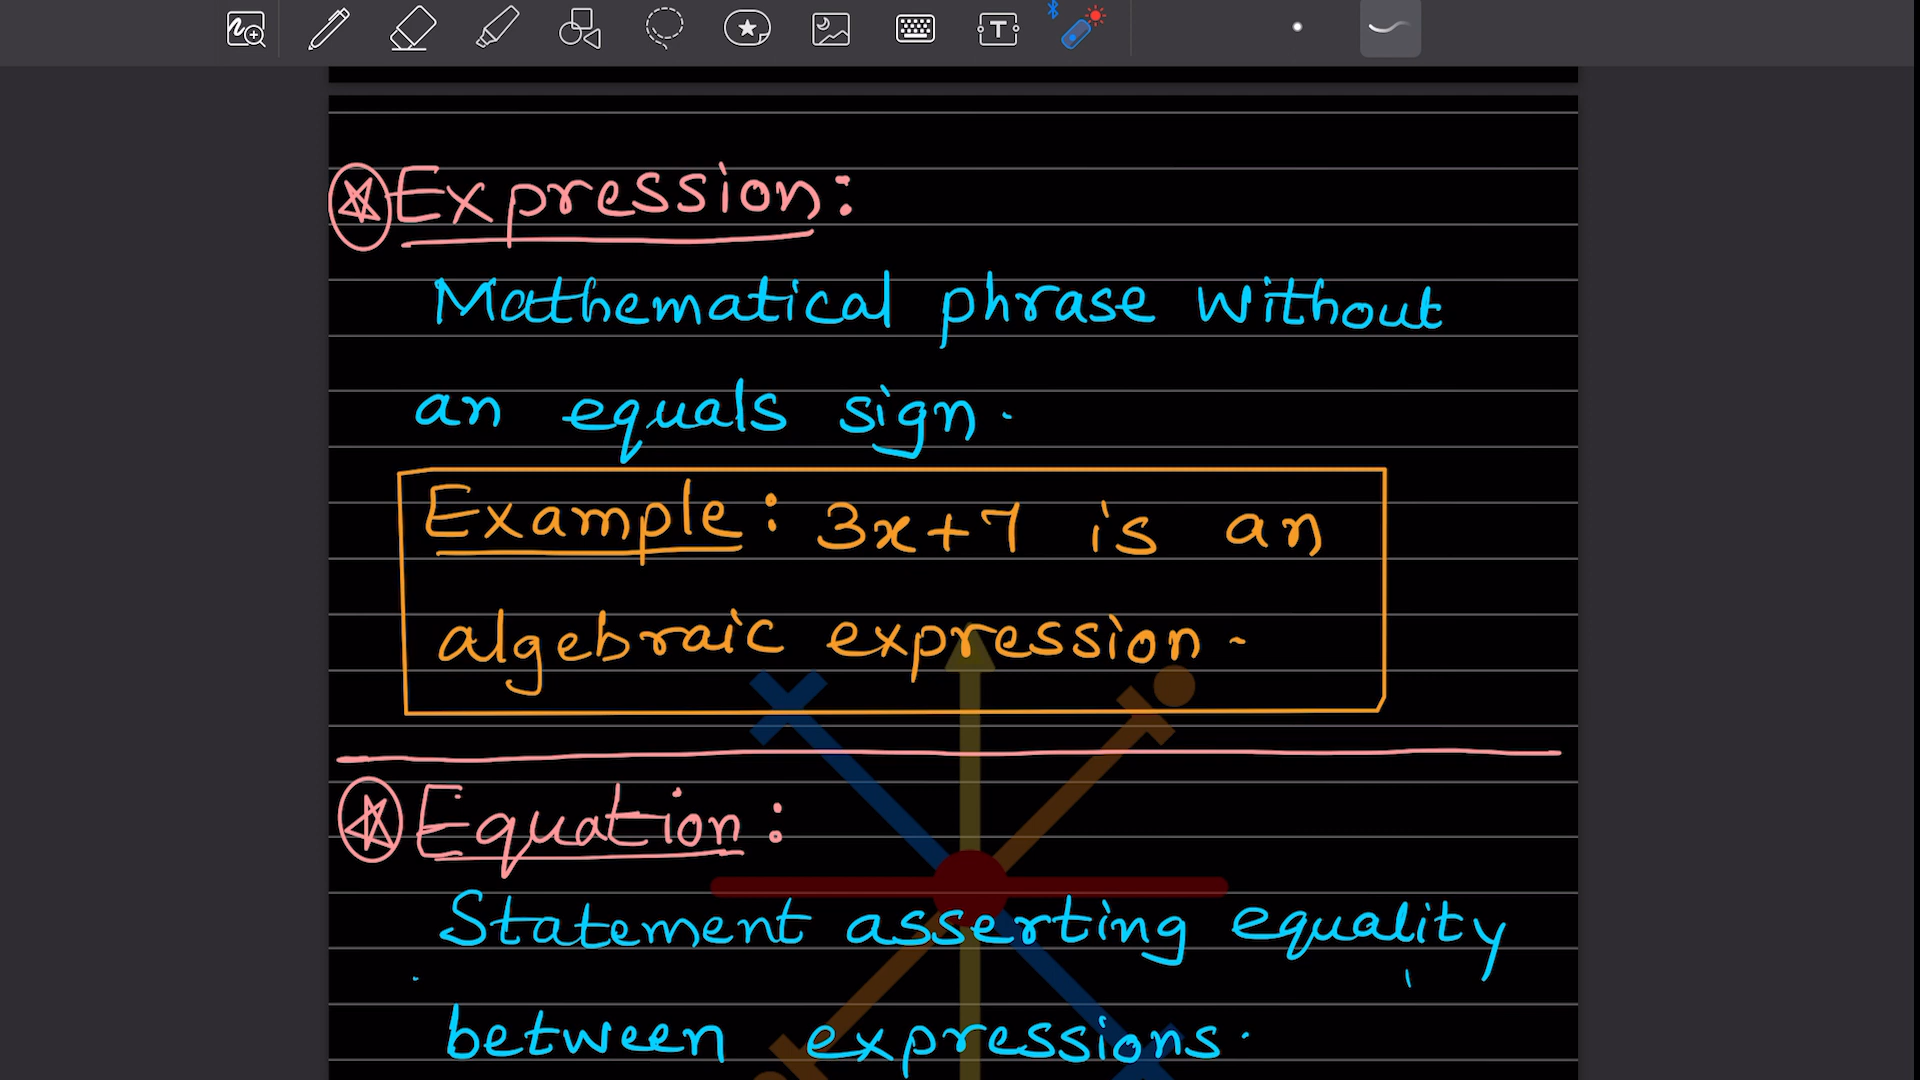 Expression:
Mathematical phrase without
an equals sign.
Example: 3x+7 is an
algebraic expression.
Equation:
Statement asserting equality
between expressions.